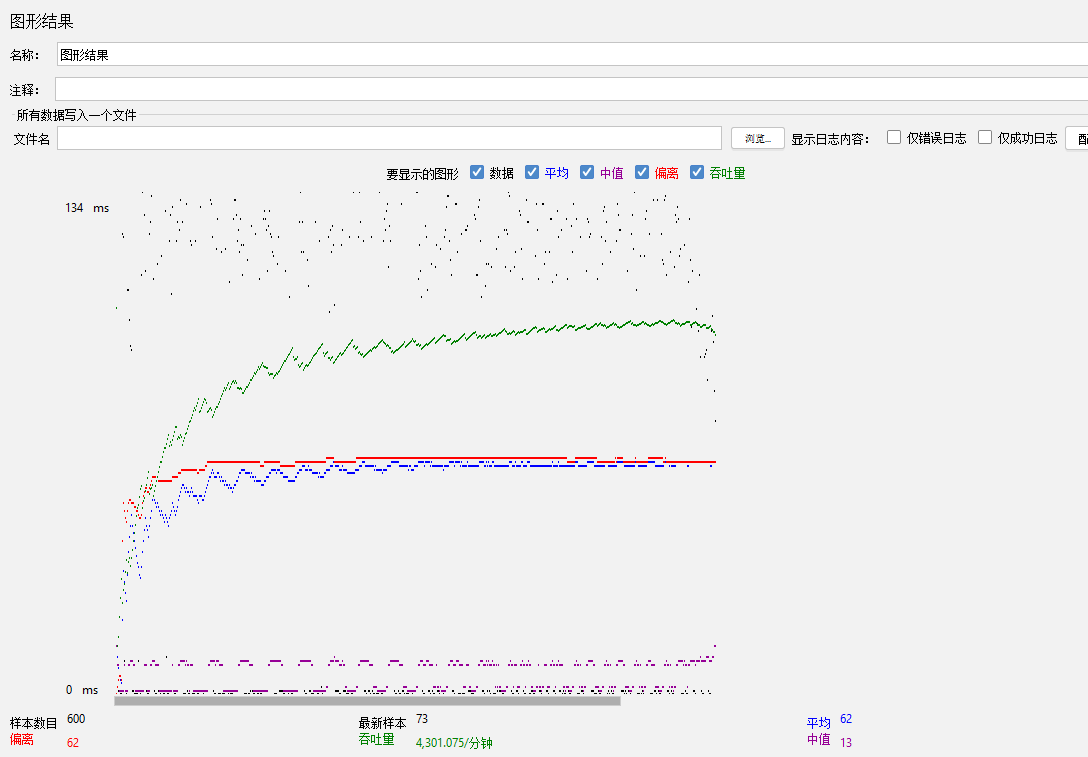 图形结果
名称： 图形结果
注释：
所有数据写入一个文件
文件名 浏览... 显示日志内容： 仅错误日志 仅成功日志
要显示的图形 数据 平均 中值 偏离 吞吐量
134 ms
0 ms
样本数目 600 最新样本 73 平均 62
偏离 62 吞吐量 4,301.075/分钟 中值 13